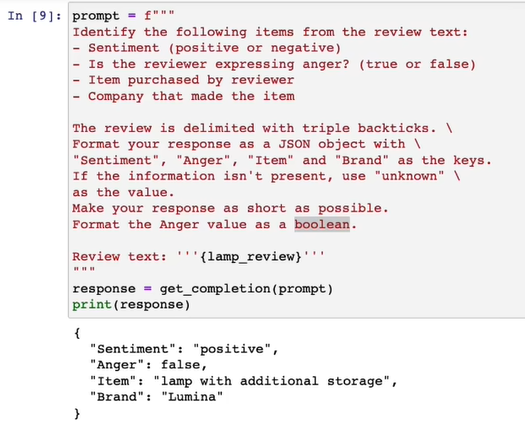 In [9]: prompt = f"""
Identify the following items from the review text:
- Sentiment (positive or negative)
- Is the reviewer expressing anger? (true or false)
- Item purchased by reviewer
- Company that made the item

The review is delimited with triple backticks. \
Format your response as a JSON object with \
"Sentiment", "Anger", "Item" and "Brand" as the keys.
If the information isn't present, use "unknown" \
as the value.
Make your response as short as possible.
Format the Anger value as a boolean.

Review text: '''{lamp_review}'''
"""
response = get_completion(prompt)
print(response)
{
"Sentiment": "positive",
"Anger": false,
"Item": "lamp with additional storage",
"Brand": "Lumina"
}